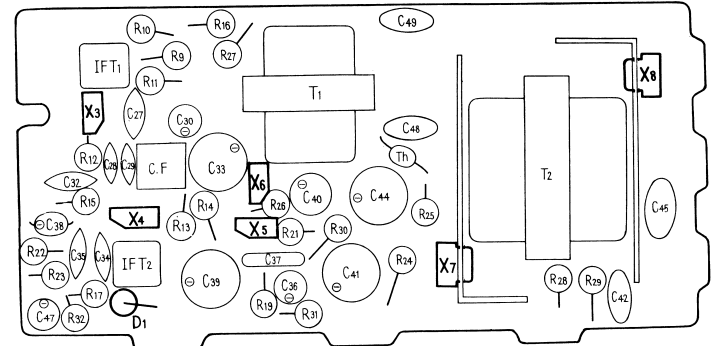 R10
R16
C49
R27
IFT1
R9
X8
R11
T1
X3
C27
C30
C48
R12
C28
C29
C.F
C33
Th
T2
C32
X6
R15
R14
R26
C40
C44
C45
C38
X4
R13
X5
R21
R30
R25
R22
C35
C34
IFT2
C37
R24
X7
R23
C39
C36
C41
R28
R29
R17
C42
C47
R32
D1
R19
R31